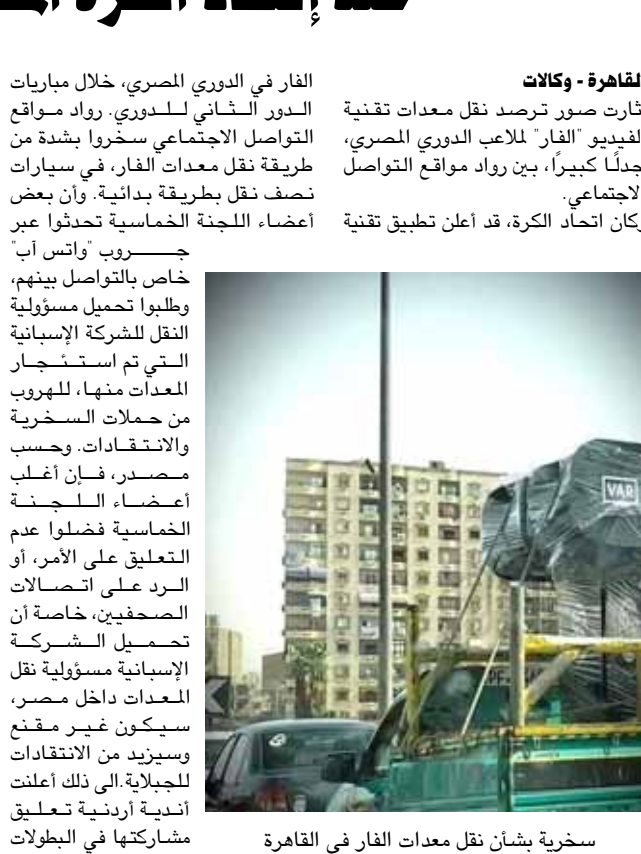 القاهرة - وكالات
ثارت صور ترصد نقل معدات تقنية
لفيديو "الفار" لملاعب الدوري المصري،
جدلًا كبيرًا، بين رواد مواقع التواصل
لاجتماعي.
كان اتحاد الكرة، قد أعلن تطبيق تقنية
الفار في الدوري المصري، خلال مباريات
الدور الثاني للدوري. رواد مواقع
التواصل الاجتماعي سخروا بشدة من
طريقة نقل معدات الفار، في سيارات
نصف نقل بطريقة بدائية. وأن بعض
أعضاء اللجنة الخماسية تحدثوا عبر
جروب "واتس آب"
خاص بالتواصل بينهم،
وطلبوا تحميل مسؤولية
النقل للشركة الإسبانية
التي تم استئجار
المعدات منها، للهروب
من حملات السخرية
والانتقادات. وحسب
مصدر، فإن أغلب
أعضاء اللجنة
الخماسية فضلوا عدم
التعليق على الأمر، أو
الرد على اتصالات
الصحفيين، خاصة أن
تحميل الشركة
الإسبانية مسؤولية نقل
المعدات داخل مصر،
سيكون غير مقنع
وسيزيد من الانتقادات
للجبلاية.الى ذلك أعلنت
أندية أردنية تعليق
مشاركتها في البطولات
VAR
سخرية بشأن نقل معدات الفار في القاهرة